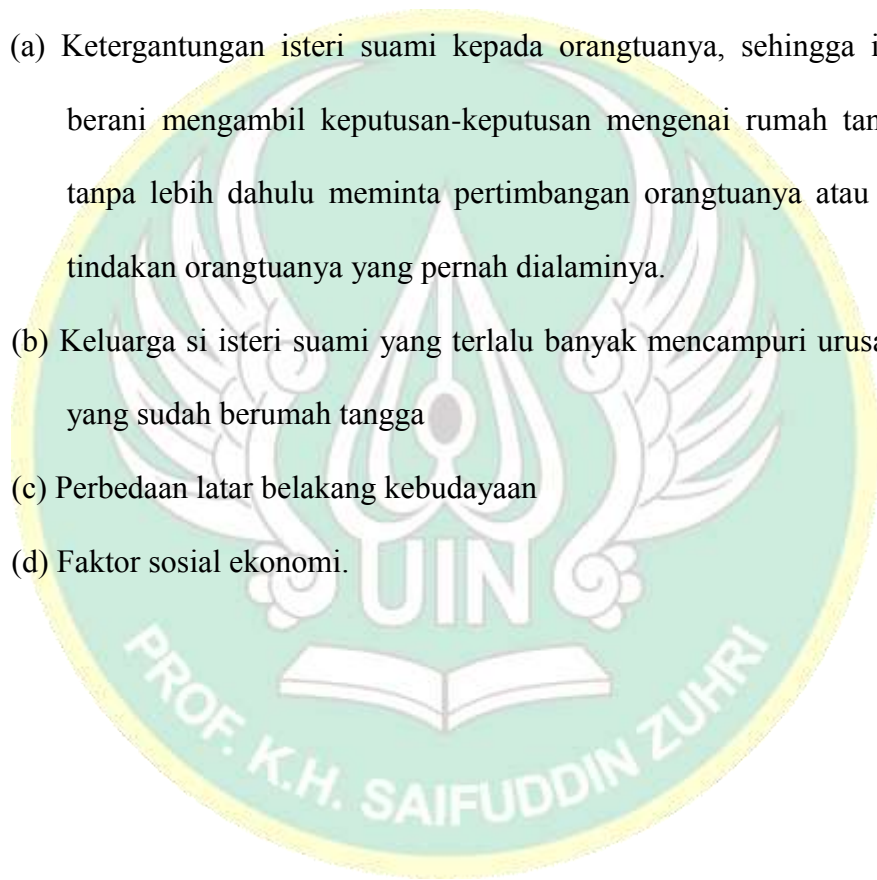 (a) Ketergantungan isteri suami kepada orangtuanya, sehingga
berani mengambil keputusan-keputusan mengenai rumah
tanpa lebih dahulu meminta pertimbangan orangtuanya atau
tindakan orangtuanya yang pernah dialaminya.
(b) Keluarga si isteri suami yang terlalu banyak mencampuri
yang sudah berumah tangga
(c) Perbedaan latar belakang kebudayaan
(d) Faktor sosial ekonomi.
UIN
PROF. K.H. SAIFUDDIN ZUHRI